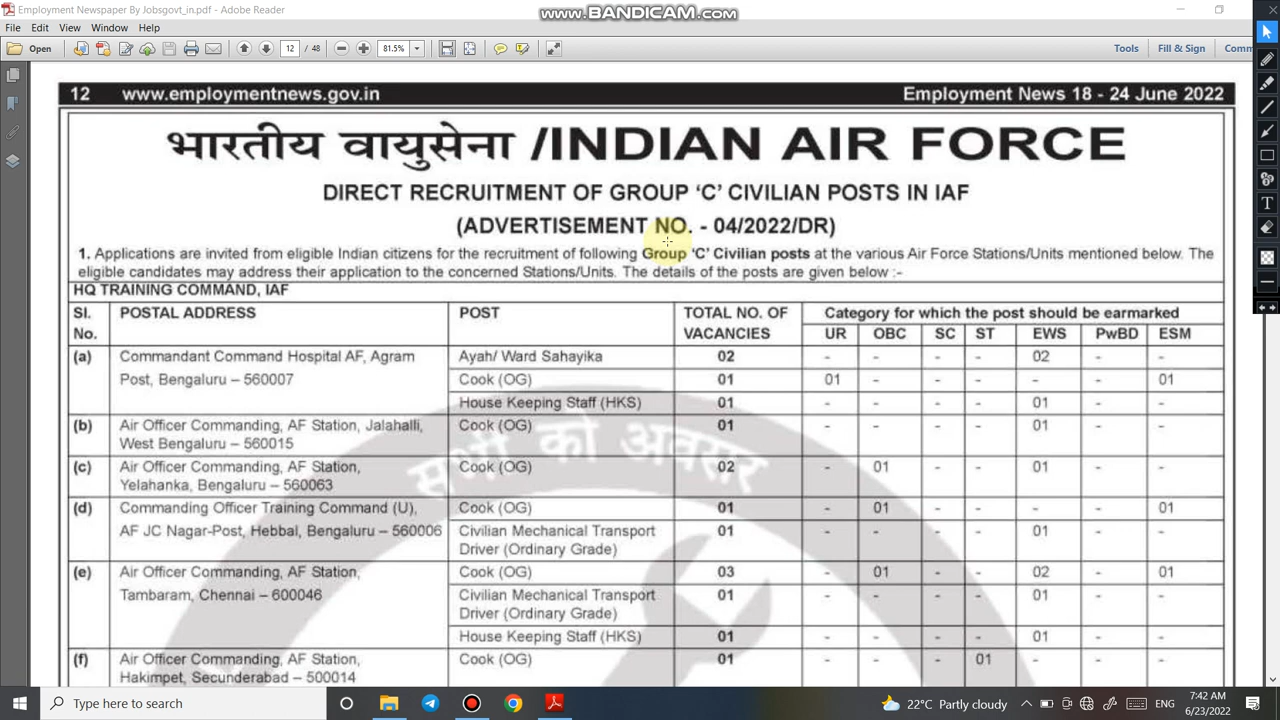 Employment Newspaper By Jobsgovt_in.pdf - Adobe Reader
www.BANDICAM.com
File Edit View Window Help
Open 12 / 48 81.5% Tools Fill & Sign Comm
12 www.employmentnews.gov.in Employment News 18 - 24 June 2022
भारतीय वायुसेना /INDIAN AIR FORCE
DIRECT RECRUITMENT OF GROUP ‘C’ CIVILIAN POSTS IN IAF
(ADVERTISEMENT NO. - 04/2022/DR)
1. Applications are invited from eligible Indian citizens for the recruitment of following Group ‘C’ Civilian posts at the various Air Force Stations/Units mentioned below. The
eligible candidates may address their application to the concerned Stations/Units. The details of the posts are given below :-
HQ TRAINING COMMAND, IAF
Sl. POSTAL ADDRESS POST TOTAL NO. OF Category for which the post should be earmarked
No. VACANCIES UR OBC SC ST EWS PwBD ESM
(a) Commandant Command Hospital AF, Agram Ayah/ Ward Sahayika 02 - - - - 02 - -
Post, Bengaluru – 560007 Cook (OG) 01 01 - - - - - 01
House Keeping Staff (HKS) 01 - - - - 01 - -
(b) Air Officer Commanding, AF Station, Jalahalli, Cook (OG) 01 - - - - 01 - -
West Bengaluru – 560015
(c) Air Officer Commanding, AF Station, Cook (OG) 02 - 01 - - 01 - -
Yelahanka, Bengaluru – 560063
(d) Commanding Officer Training Command (U), Cook (OG) 01 - 01 - - - - 01
AF JC Nagar-Post, Hebbal, Bengaluru – 560006 Civilian Mechanical Transport 01 - - - - 01 - -
Driver (Ordinary Grade)
(e) Air Officer Commanding, AF Station, Cook (OG) 03 - 01 - - 02 - 01
Tambaram, Chennai – 600046 Civilian Mechanical Transport 01 - - - - 01 - -
Driver (Ordinary Grade)
House Keeping Staff (HKS) 01 - - - - 01 - -
(f) Air Officer Commanding, AF Station, Cook (OG) 01 - - - 01 - - -
Hakimpet, Secunderabad – 500014
सभी को अवसर
Type here to search 22°C Partly cloudy ENG 7:42 AM
6/23/2022